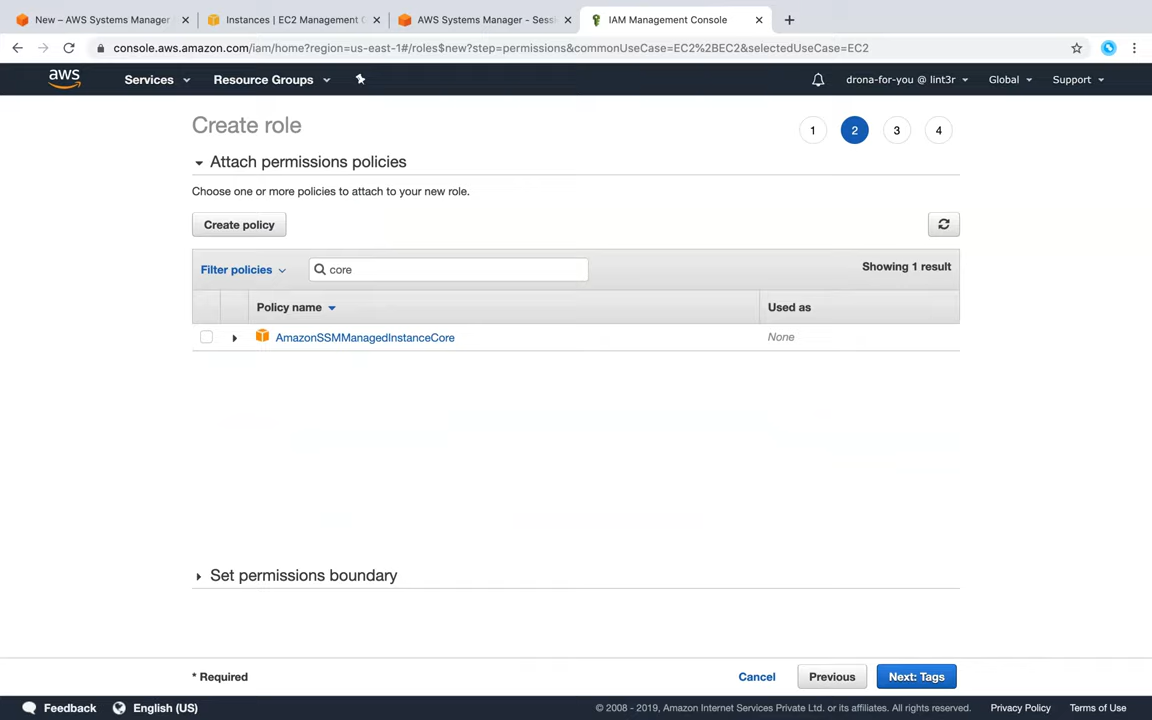 New – AWS Systems Manager
Instances | EC2 Management C
AWS Systems Manager - Sessi
IAM Management Console
console.aws.amazon.com/iam/home?region=us-east-1#/roles$new?step=permissions&commonUseCase=EC2%2BEC2&selectedUseCase=EC2
aws
Services
Resource Groups
drona-for-you @ lint3r
Global
Support
Create role
1
2
3
4
Attach permissions policies
Choose one or more policies to attach to your new role.
Create policy
Filter policies
core
Showing 1 result
Policy name
Used as
AmazonSSMManagedInstanceCore
None
Set permissions boundary
* Required
Cancel
Previous
Next: Tags
Feedback
English (US)
© 2008 - 2019, Amazon Internet Services Private Ltd. or its affiliates. All rights reserved.
Privacy Policy
Terms of Use